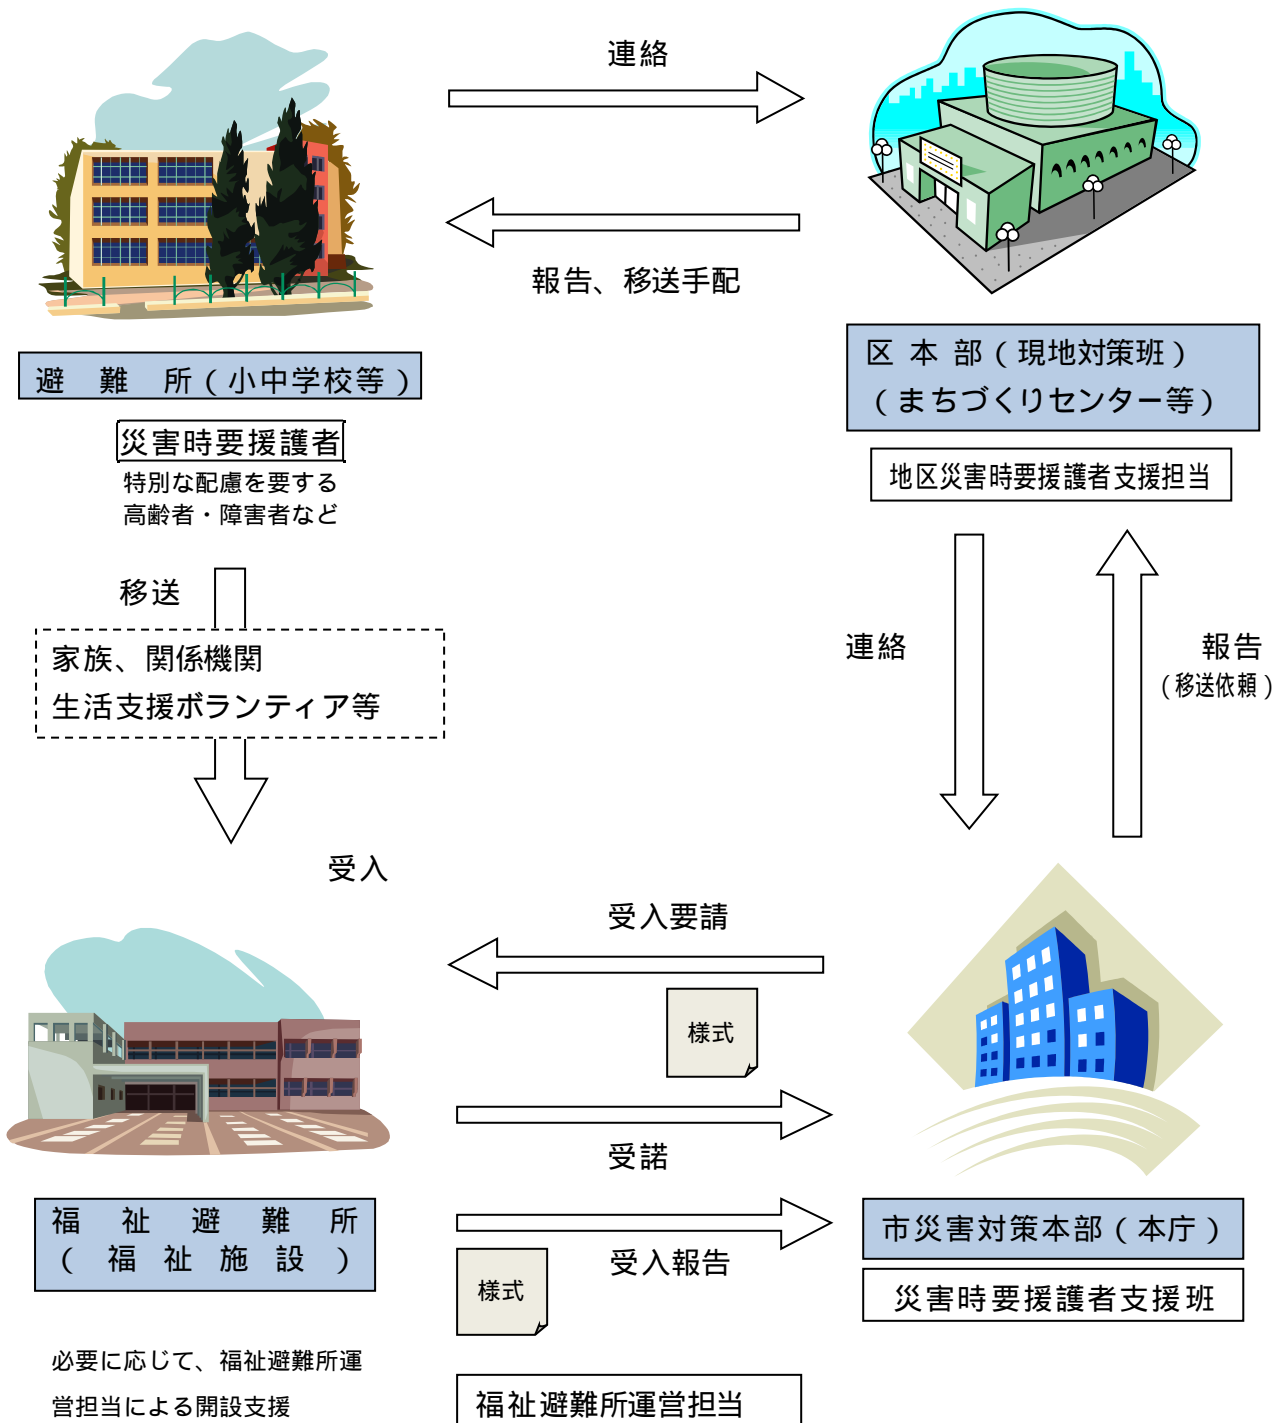 連絡
報告、移送手配
避難所（小中学校等）
災害時要援護者
特別な配慮を要する
高齢者・障害者など
区本部（現地対策班）
（まちづくりセンター等）
地区災害時要援護者支援担当
移送
家族、関係機関
生活支援ボランティア等
連絡
報告
（移送依頼）
受入
受入要請
様式
受諾
福祉避難所
（福祉施設）
受入報告
様式
市災害対策本部（本庁）
災害時要援護者支援班
必要に応じて、福祉避難所運
営担当による開設支援
福祉避難所運営担当